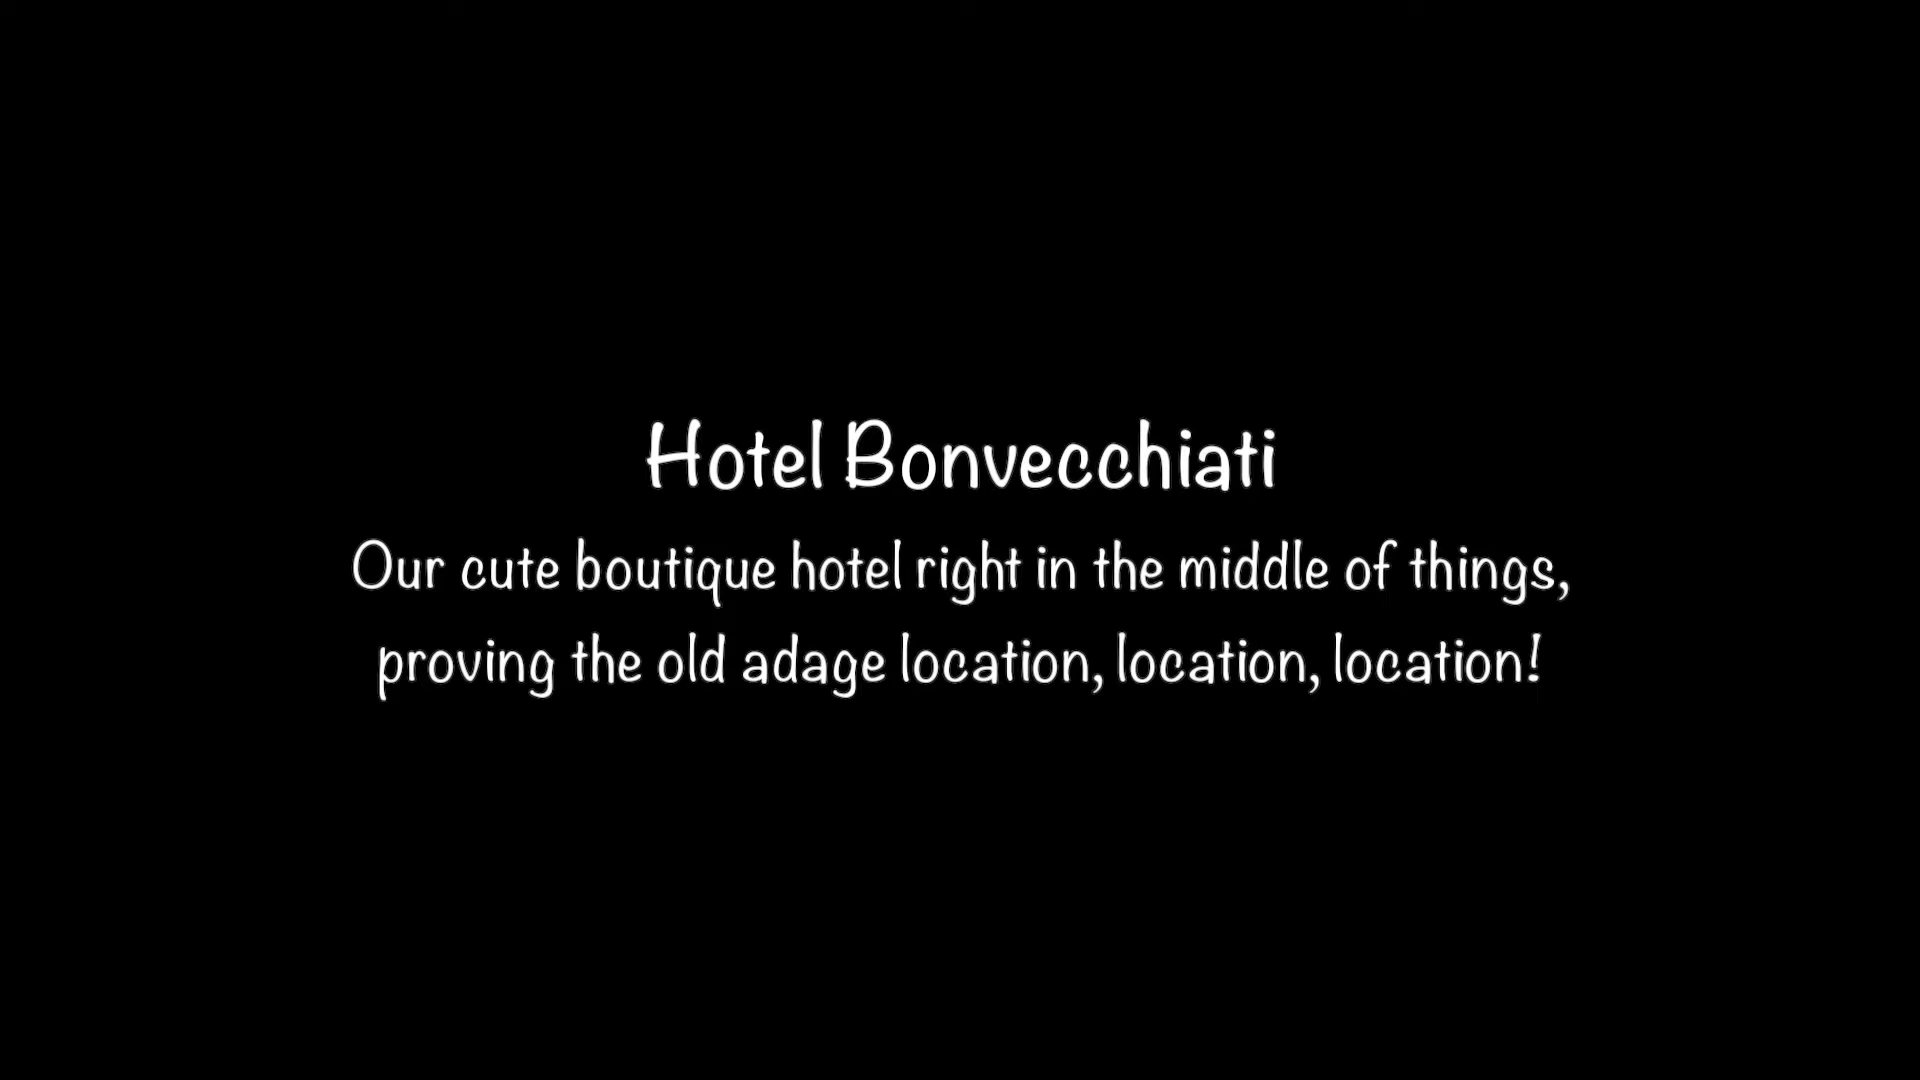 Hotel Bonvecchiati
Our cute boutique hotel right in the middle of things,
proving the old adage location, location, location!